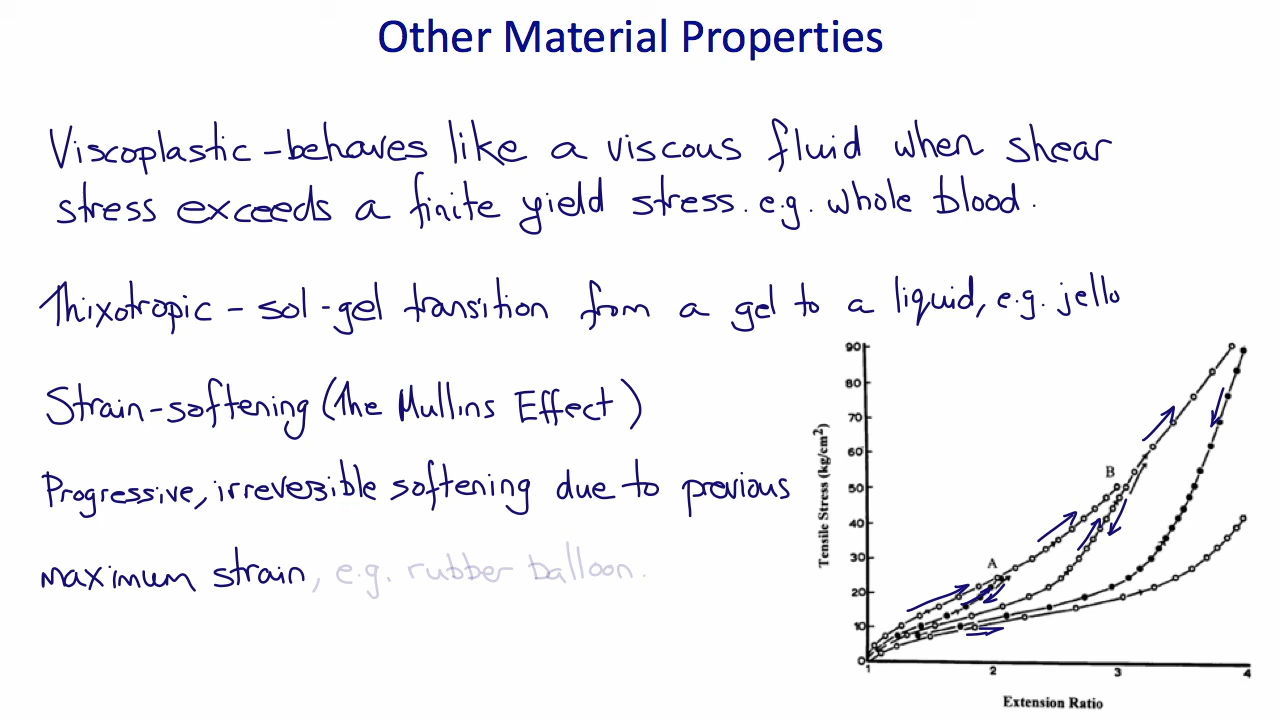 Other Material Properties
Viscoplastic - behaves like a viscous fluid when shear
stress exceeds a finite yield stress. e.g. whole blood.
Thixotropic - sol-gel transition from a gel to a liquid, e.g. jello
Strain-softening (The Mullins Effect)
Progressive, irreversible softening due to previous
maximum strain, e.g. rubber balloon.
90
80
70
60
50
40
30
20
10
0
Tensile Stress (kg/cm²)
A
B
1 2 3 4
Extension Ratio